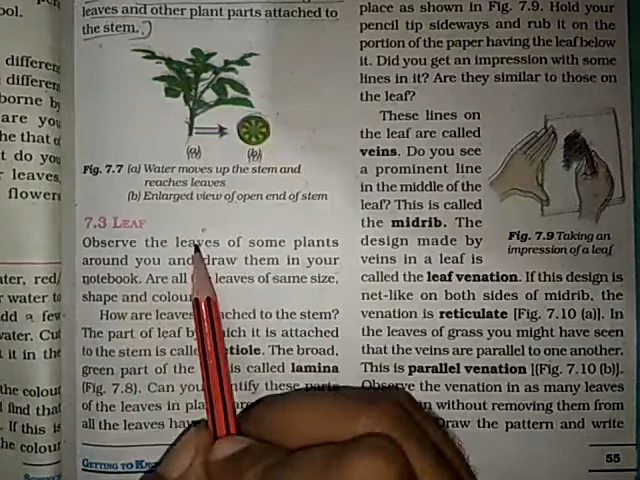 ool.
different
different
borne by
are you
he that
t do you
r leaves,
flowers
ater, red/
r water to
dd a few
water. Cut
t it in the
the colour
find that
. If this is
he colour
leaves and other plant parts attached to
the stem.
(a) (b)
Fig. 7.7 (a) Water moves up the stem and
reaches leaves
(b) Enlarged view of open end of stem
7.3 LEAF
Observe the leaves of some plants
around you and draw them in your
notebook. Are all leaves of same size,
shape and colour
How are leaves attached to the stem?
The part of leaf by which it is attached
to the stem is called petiole. The broad,
green part of the is called lamina
(Fig. 7.8). Can you identify these parts
of the leaves in
all the leaves
GETTING TO
place as shown in Fig. 7.9. Hold your
pencil tip sideways and rub it on the
portion of the paper having the leaf below
it. Did you get an impression with some
lines in it? Are they similar to those on
the leaf?
These lines on
the leaf are called
veins. Do you see
a prominent line
in the middle of the
leaf? This is called
the midrib. The
design made by
veins in a leaf is
called the leaf venation. If this design is
net-like on both sides of midrib, the
venation is reticulate [Fig. 7.10 (a)]. In
the leaves of grass you might have seen
that the veins are parallel to one another.
This is parallel venation [(Fig. 7.10 (b)].
Observe the venation in as many leaves
in without removing them from
Draw the pattern and write
Fig. 7.9 Taking an
impression of a leaf
55